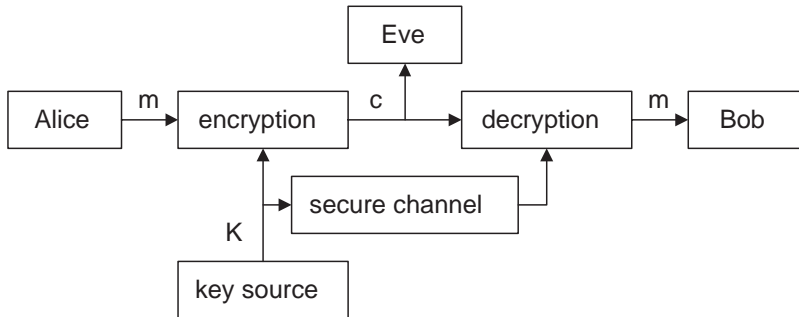 Eve
m
c
m
Alice
encryption
decryption
Bob
secure channel
K
key source